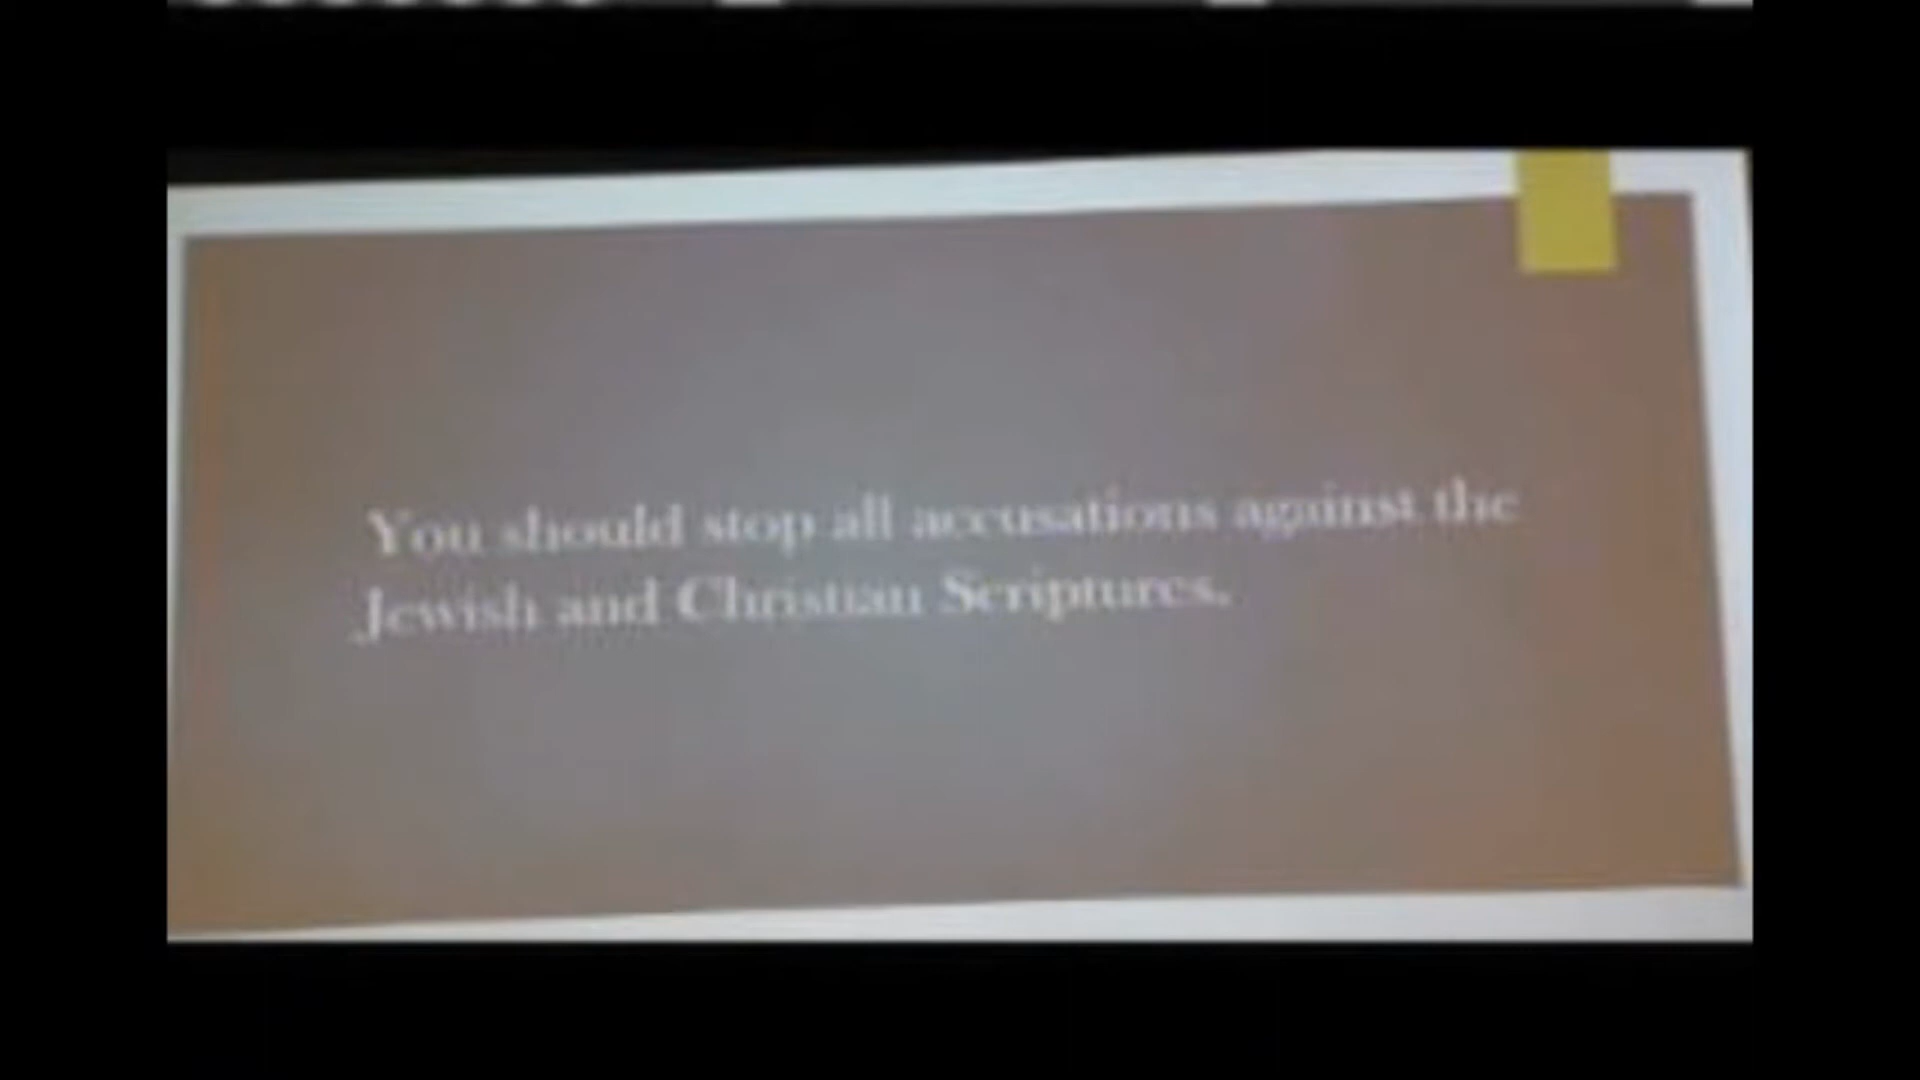 You should stop all accusations against the
Jewish and Christian Scriptures.